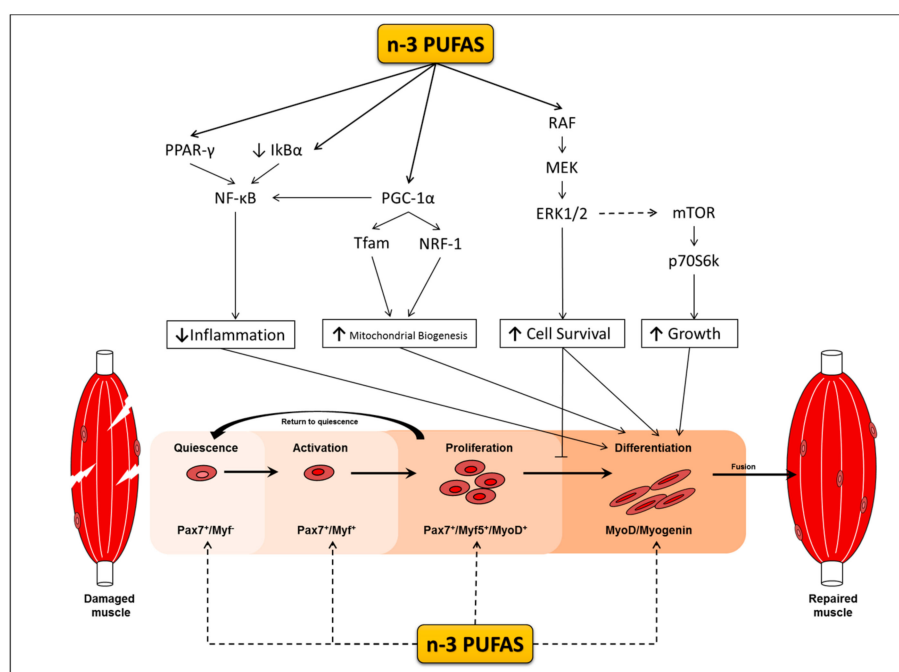 n-3 PUFAS
RAF
PPAR-γ
↓ IkBα
MEK
NF-κB
PGC-1α
ERK1/2
mTOR
Tfam
NRF-1
p70S6k
↓Inflammation
↑ Mitochondrial Biogenesis
↑ Cell Survival
↑ Growth
Return to quiescence
Quiescence
Activation
Proliferation
Differentiation
Fusion
Pax7⁺/Myf⁻
Pax7⁺/Myf⁺
Pax7⁺/Myf5⁺/MyoD⁺
MyoD/Myogenin
Damaged
muscle
Repaired
muscle
n-3 PUFAS